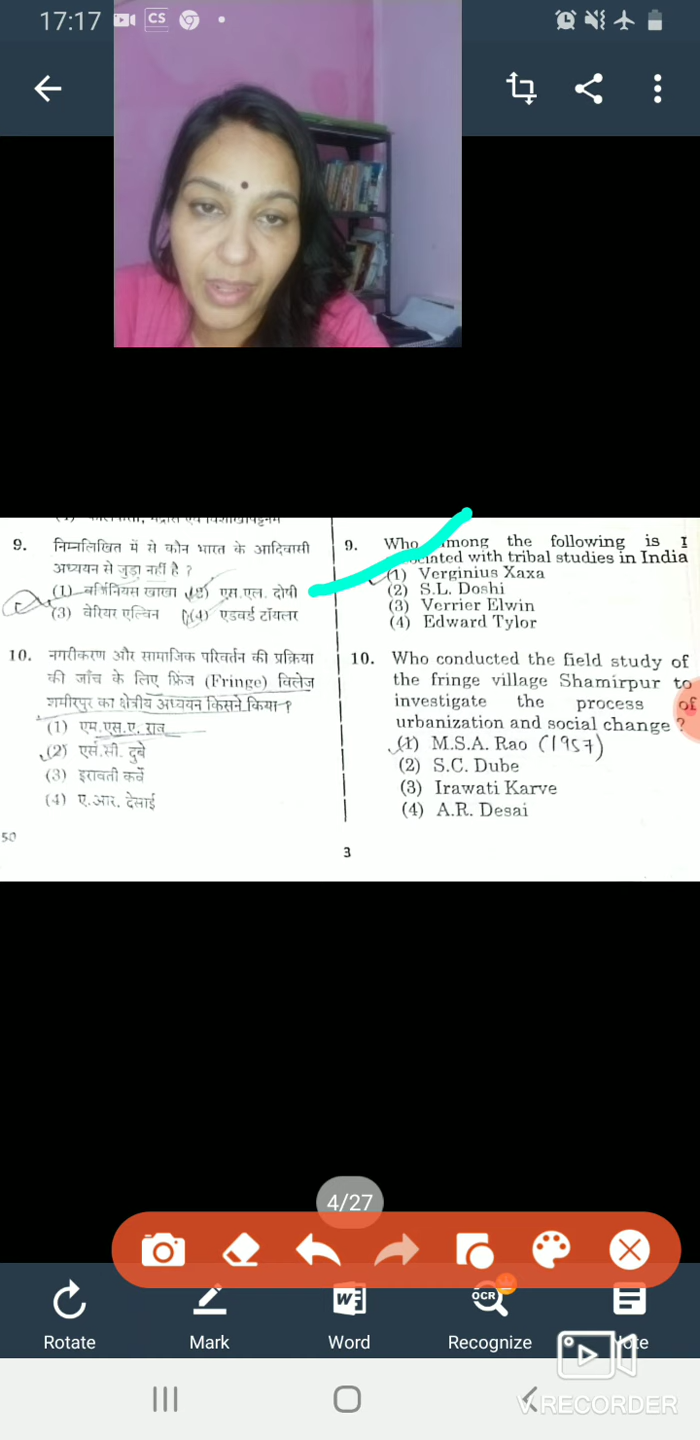 17:17
CS
9. निम्नलिखित में से कौन भारत के आदिवासी
अध्ययन से जुड़ा नहीं है ?
(1) वर्जिनियस खाखा (2) एस.एल. दोषी
(3) वेरियर एल्विन (4) एडवर्ड टॉयलर
10. नगरीकरण और सामाजिक परिवर्तन की प्रक्रिया
की जाँच के लिए फ्रिंज (Fringe) विलेज
शमीरपुर का क्षेत्रीय अध्ययन किसने किया ?
(1) एम.एस.ए. राव
(2) एस.सी. दुबे
(3) इरावती कर्वे
(4) ए.आर. देसाई
50
9. Who among the following is
with tribal studies in India
(1) Verginius Xaxa
(2) S.L. Doshi
(3) Verrier Elwin
(4) Edward Tylor
10. Who conducted the field study of
the fringe village Shamirpur to
investigate the process of
urbanization and social change ?
(1) M.S.A. Rao (1957)
(2) S.C. Dube
(3) Irawati Karve
(4) A.R. Desai
3
4/27
W
OCR
Rotate
Mark
Word
Recognize
V RECORDER